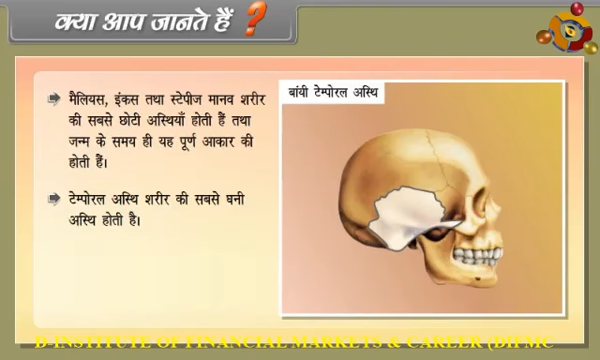 क्या आप जानते हैं ?
मैलियस, इंकस तथा स्टेपीज मानव शरीर
की सबसे छोटी अस्थियाँ होती हैं तथा
जन्म के समय ही यह पूर्ण आकार की
होती हैं।
टेम्पोरल अस्थि शरीर की सबसे घनी
अस्थि होती है।
बांयी टेम्पोरल अस्थि
D-INSTITUTE OF FINANCIAL MARKETS & CAREER (DIFMC